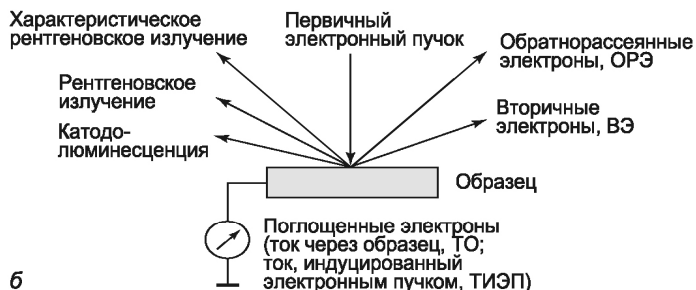 Характеристическое
рентгеновское излучение
Первичный
электронный пучок
Обратнорассеянные
электроны, ОРЭ
Рентгеновское
излучение
Вторичные
электроны, ВЭ
Катодо-
люминесценция
Образец
Поглощенные электроны
(ток через образец, ТО;
ток, индуцированный
электронным пучком, ТИЭП)
б